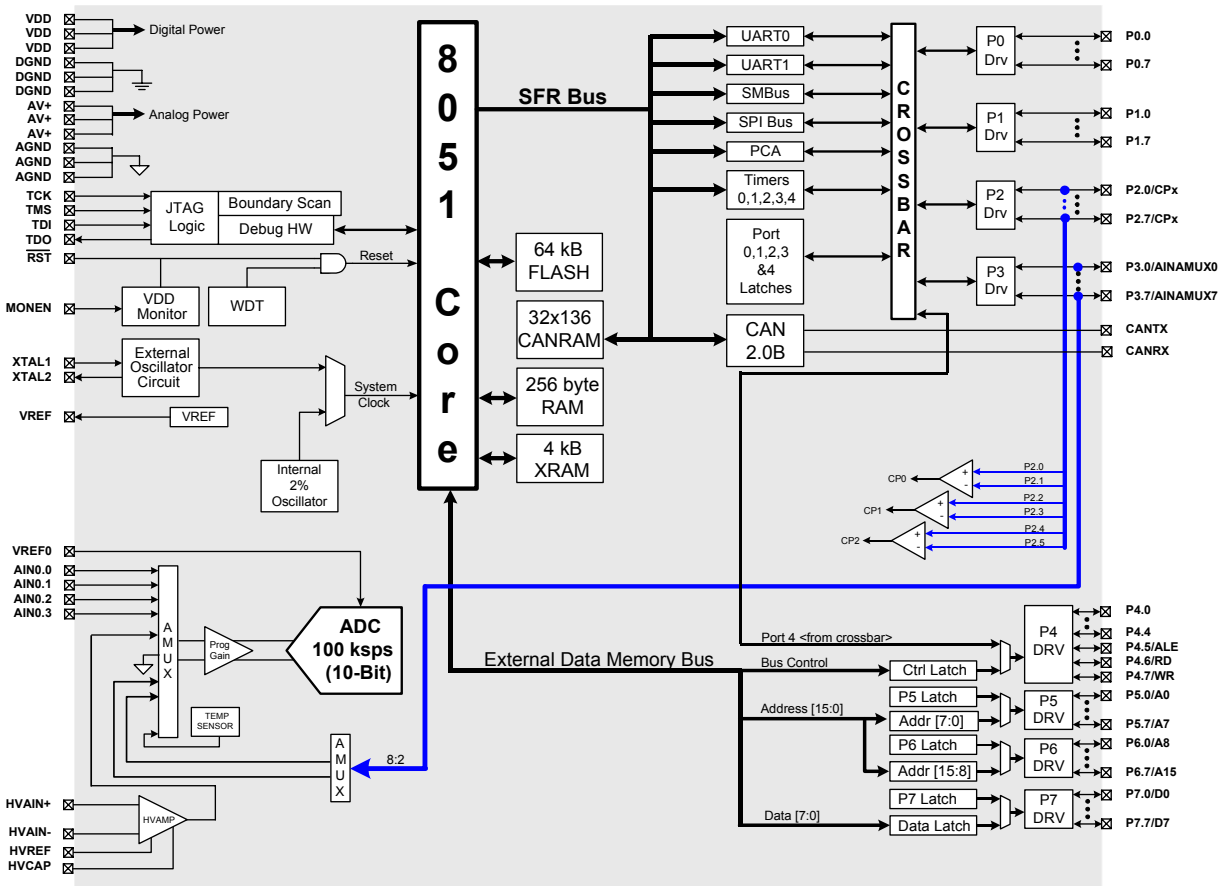 VDD
VDD
VDD
Digital Power
DGND
DGND
DGND
AV+
AV+
AV+
Analog Power
AGND
AGND
AGND
TCK
TMS
TDI
TDO
JTAG
Logic
Boundary Scan
Debug HW
RST
Reset
MONEN
VDD
Monitor
WDT
XTAL1
XTAL2
External
Oscillator
Circuit
System
Clock
VREF
VREF
Internal
2%
Oscillator
8
0
5
1
C
o
r
e
SFR Bus
64 kB
FLASH
32x136
CANRAM
256 byte
RAM
4 kB
XRAM
UART0
UART1
SMBus
SPI Bus
PCA
Timers
0,1,2,3,4
Port
0,1,2,3
&4
Latches
CAN
2.0B
C
R
O
S
S
B
A
R
P0
Drv
P1
Drv
P2
Drv
P3
Drv
P0.0
P0.7
P1.0
P1.7
P2.0/CPx
P2.7/CPx
P3.0/AINAMUX0
P3.7/AINAMUX7
CANTX
CANRX
CP0
+
-
P2.0
P2.1
CP1
+
-
P2.2
P2.3
CP2
+
-
P2.4
P2.5
VREF0
AIN0.0
AIN0.1
AIN0.2
AIN0.3
A
M
U
X
Prog
Gain
ADC
100 ksps
(10-Bit)
TEMP
SENSOR
A
M
U
X
8:2
HVAIN+
HVAIN-
HVREF
HVCAP
HVAMP
External Data Memory Bus
Port 4 <from crossbar>
Bus Control
Ctrl Latch
Address [15:0]
P5 Latch
Addr [7:0]
P6 Latch
Addr [15:8]
P7 Latch
Data [7:0]
Data Latch
P4
DRV
P5
DRV
P6
DRV
P7
DRV
P4.0
P4.4
P4.5/ALE
P4.6/RD
P4.7/WR
P5.0/A0
P5.7/A7
P6.0/A8
P6.7/A15
P7.0/D0
P7.7/D7